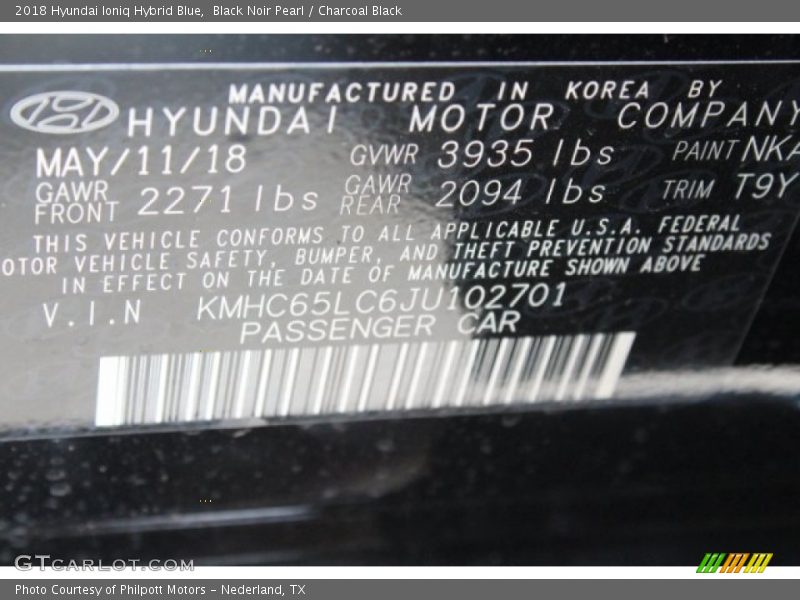 2018 Hyundai Ioniq Hybrid Blue, Black Noir Pearl / Charcoal Black
MANUFACTURED IN KOREA BY
HYUNDAI MOTOR COMPANY
MAY/11/18 GVWR 3935 lbs PAINT NKA
GAWR FRONT 2271 lbs GAWR REAR 2094 lbs TRIM T9Y
THIS VEHICLE CONFORMS TO ALL APPLICABLE U.S.A. FEDERAL
OTOR VEHICLE SAFETY, BUMPER, AND THEFT PREVENTION STANDARDS
IN EFFECT ON THE DATE OF MANUFACTURE SHOWN ABOVE
V.I.N KMHC65LC6JU102701
PASSENGER CAR
GTCARLOT.COM
Photo Courtesy of Philpott Motors - Nederland, TX